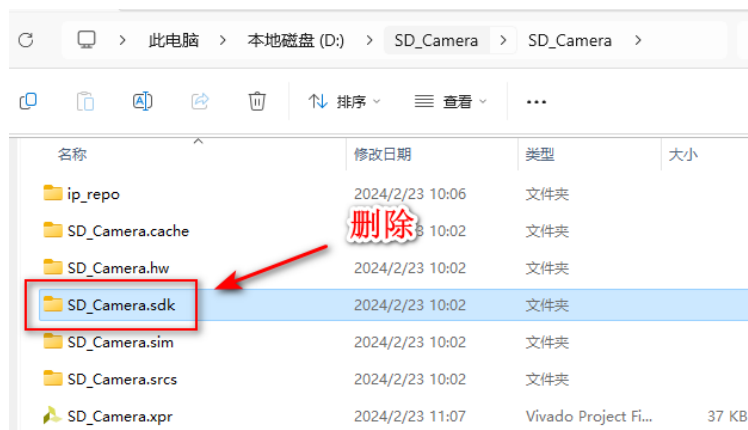 此电脑 > 本地磁盘 (D:) > SD_Camera > SD_Camera >
排序 查看 ...
名称 修改日期 类型 大小
ip_repo 2024/2/23 10:06 文件夹
SD_Camera.cache 10:02 文件夹
删除
SD_Camera.hw 2024/2/23 10:02 文件夹
SD_Camera.sdk 2024/2/23 10:02 文件夹
SD_Camera.sim 2024/2/23 10:02 文件夹
SD_Camera.srcs 2024/2/23 10:02 文件夹
SD_Camera.xpr 2024/2/23 11:07 Vivado Project Fi... 37 KB